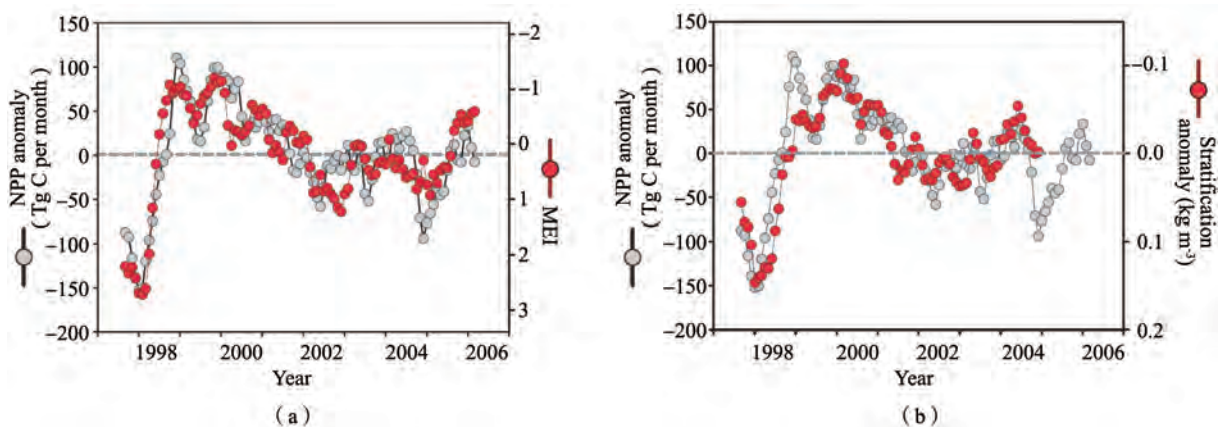 150
100
50
0
−50
−100
−150
−200
NPP anomaly
( Tg C per month )
−2
−1
0
1
2
3
MEI
1998 2000 2002 2004 2006
Year
( a )
150
100
50
0
−50
−100
−150
−200
NPP anomaly
( Tg C per month )
−0.1
0.0
0.1
0.2
Stratification
anomaly (kg m⁻³)
1998 2000 2002 2004 2006
Year
( b )